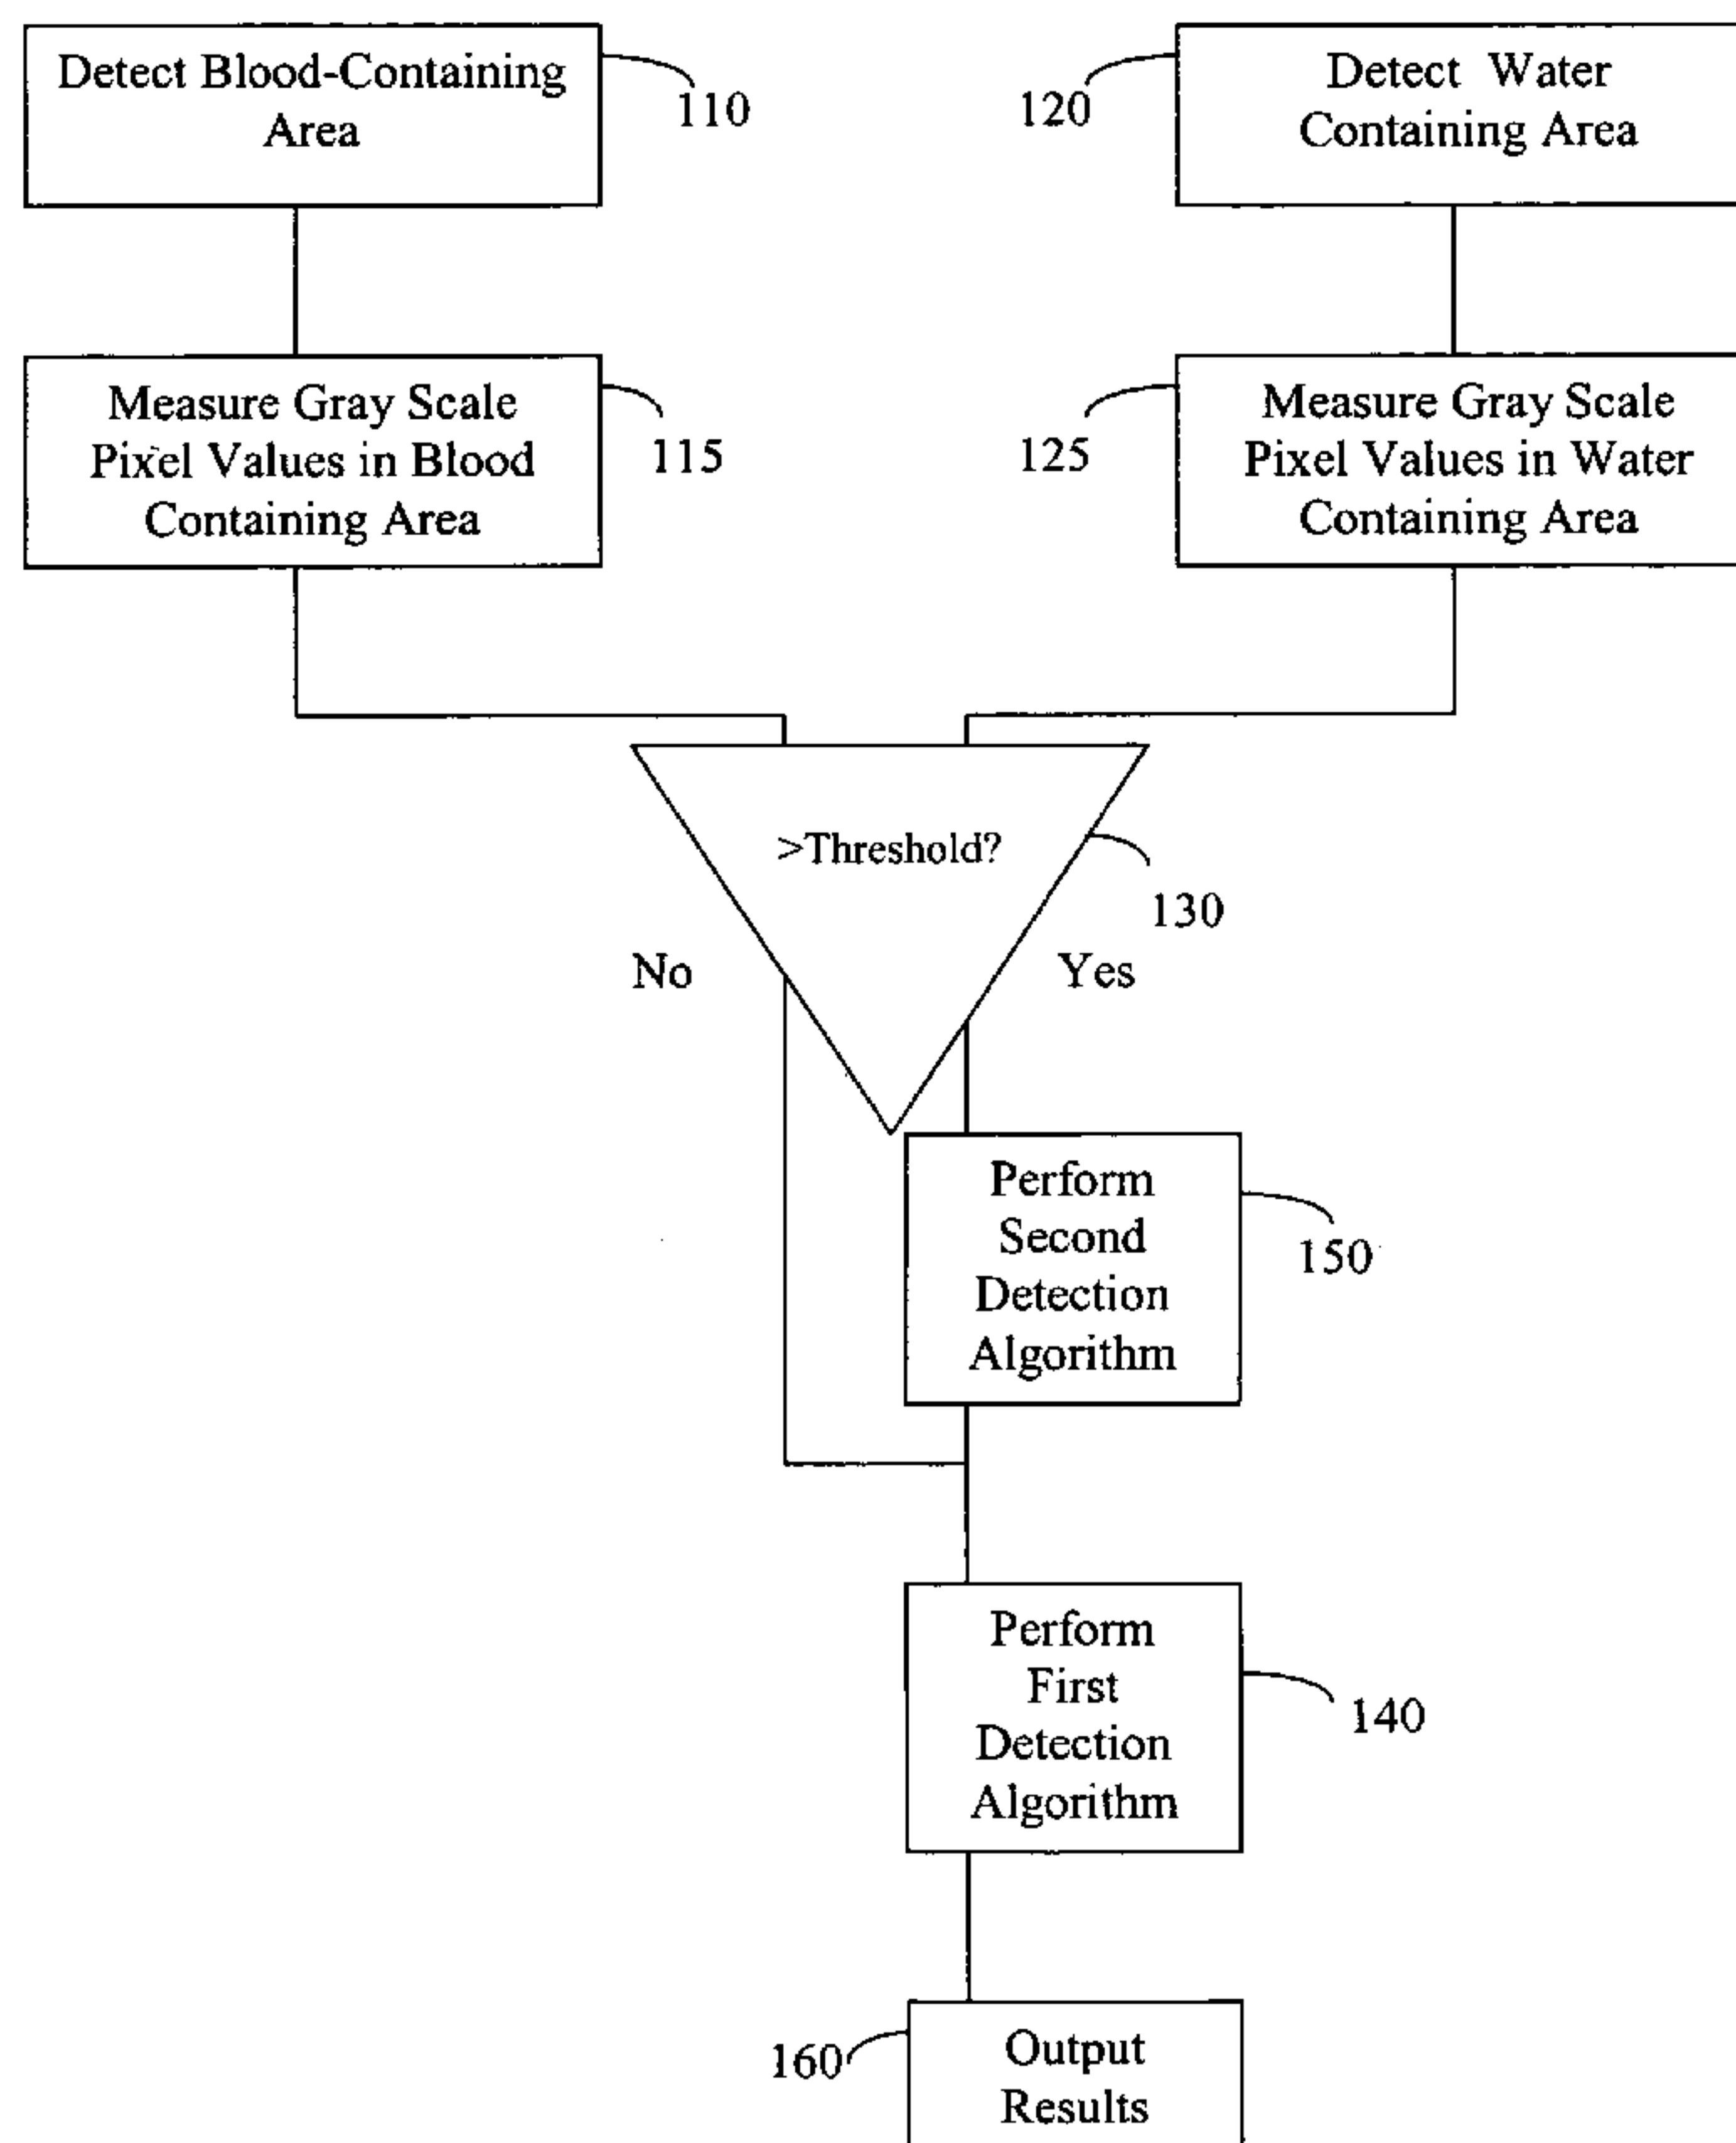 Detect Blood-Containing
Area
110
120
Detect Water
Containing Area
Measure Gray Scale
Pixel Values in Blood
Containing Area
115
125
Measure Gray Scale
Pixel Values in Water
Containing Area
>Threshold?
130
No
Yes
Perform
Second
Detection
Algorithm
150
Perform
First
Detection
Algorithm
140
160
Output
Results